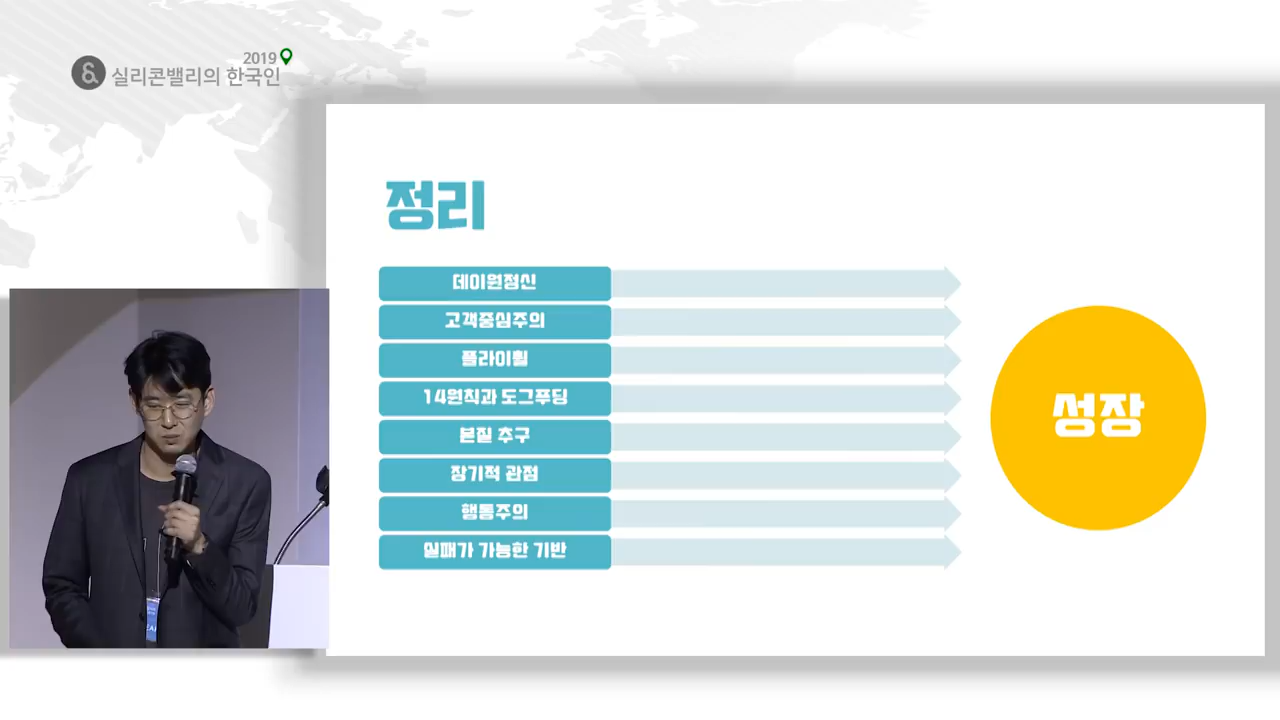 2019
& 실리콘밸리의 한국인
정리
데이원정신
고객중심주의
플라이휠
14원칙과 도그푸딩
본질 추구
장기적 관점
행동주의
실패가 가능한 기반
성장